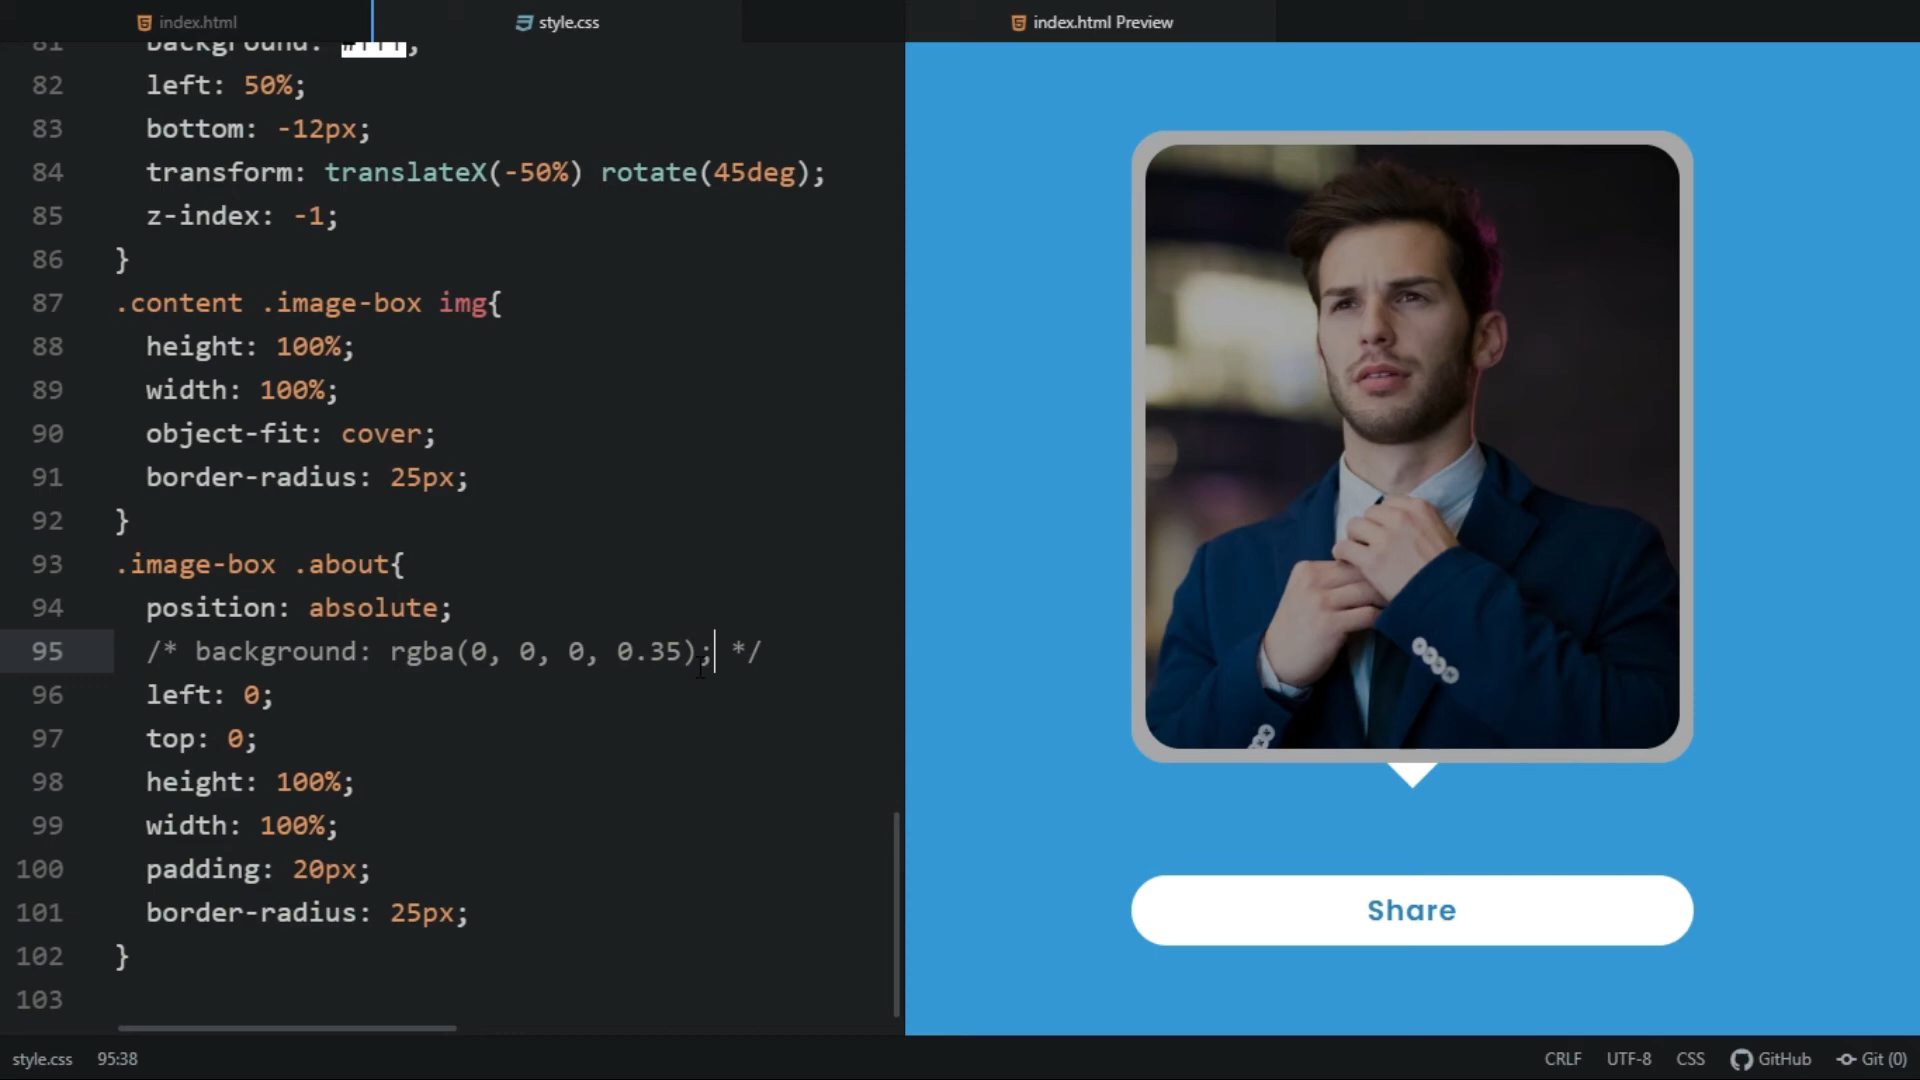 index.html
style.css
index.html Preview
81 background: #fff;
82 left: 50%;
83 bottom: -12px;
84 transform: translateX(-50%) rotate(45deg);
85 z-index: -1;
86 }
87 .content .image-box img{
88 height: 100%;
89 width: 100%;
90 object-fit: cover;
91 border-radius: 25px;
92 }
93 .image-box .about{
94 position: absolute;
95 /* background: rgba(0, 0, 0, 0.35); */
96 left: 0;
97 top: 0;
98 height: 100%;
99 width: 100%;
100 padding: 20px;
101 border-radius: 25px;
102 }
103
Share
style.css 95:38
CRLF UTF-8 CSS GitHub Git (0)